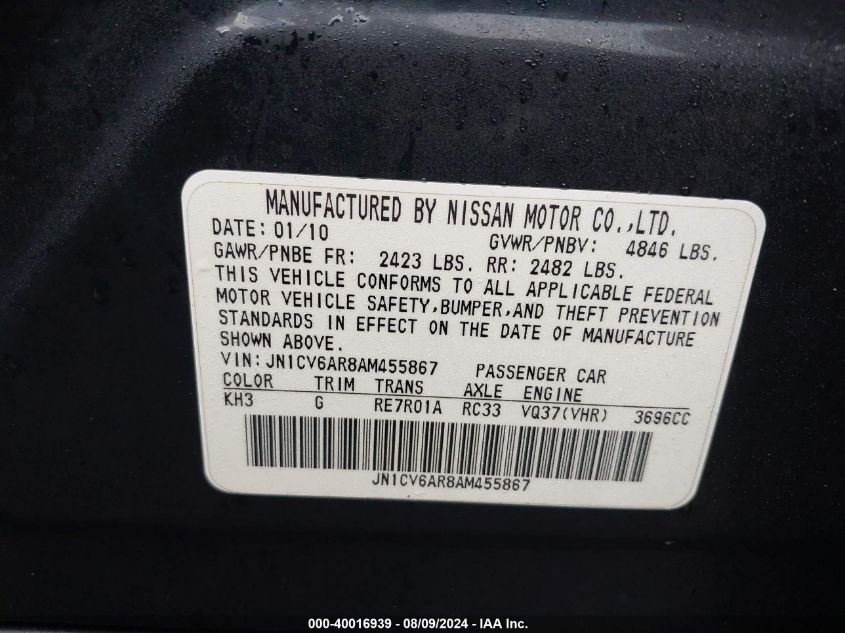 MANUFACTURED BY NISSAN MOTOR CO.,LTD.
DATE: 01/10 GVWR/PNBV: 4846 LBS.
GAWR/PNBE FR: 2423 LBS. RR: 2482 LBS.
THIS VEHICLE CONFORMS TO ALL APPLICABLE FEDERAL
MOTOR VEHICLE SAFETY,BUMPER,AND THEFT PREVENTION
STANDARDS IN EFFECT ON THE DATE OF MANUFACTURE
SHOWN ABOVE.
VIN:JN1CV6AR8AM455867 PASSENGER CAR
COLOR TRIM TRANS AXLE ENGINE
KH3 G RE7R01A RC33 VQ37(VHR) 3696CC
JN1CV6AR8AM455867
000-40016939 - 08/09/2024 - IAA Inc.